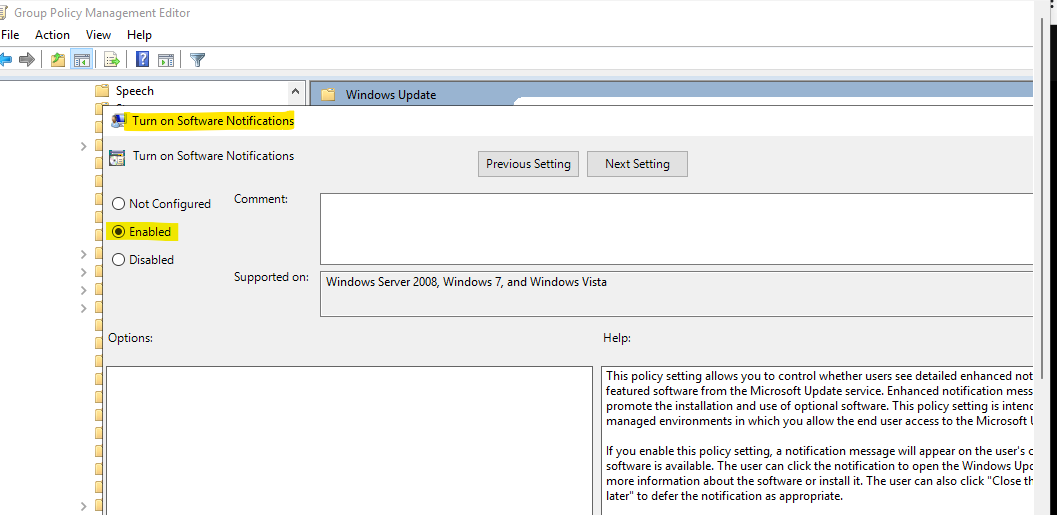 Group Policy Management Editor
File Action View Help
Speech
Windows Update
Turn on Software Notifications
Turn on Software Notifications
Previous Setting Next Setting
Not Configured
Comment:
Enabled
Disabled
Supported on:
Windows Server 2008, Windows 7, and Windows Vista
Options:
Help:
This policy setting allows you to control whether users see detailed enhanced
featured software from the Microsoft Update service. Enhanced notification
promote the installation and use of optional software. This policy setting is
managed environments in which you allow the end user access to the Microsoft
If you enable this policy setting, a notification message will appear on the user's
software is available. The user can click the notification to open the Windows
more information about the software or install it. The user can also click "Close
later" to defer the notification as appropriate.